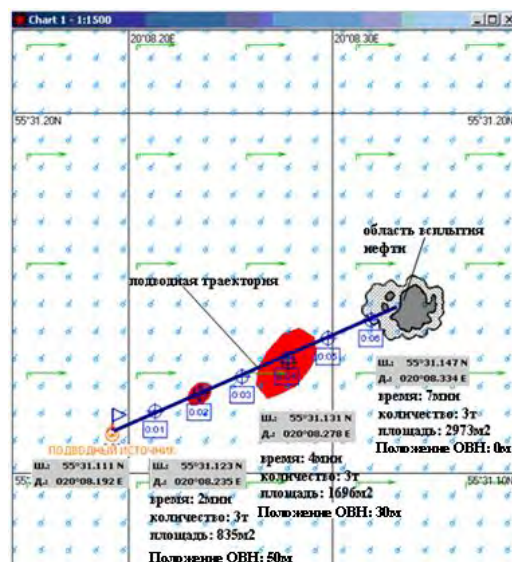 Chart 1 - 1:1500
20°08.20E
20°08.30E
55°31.20N
55°31.20N
область всплытия
нефти
подводная траектория
0:06
0:05
0:03
0:02
0:01
ПОДВОДНЫЙ ИСТОЧНИК
Ш.: 55°31.147 N
Д.: 020°08.334 E
время: 7мин
количество: 3т
площадь: 2973м2
Положение ОВН: 0м
Ш.: 55°31.131 N
Д.: 020°08.278 E
время: 4мин
количество: 3т
площадь: 1696м2
Положение ОВН: 30м
Ш.: 55°31.111 N
Д.: 020°08.192 E
Ш.: 55°31.123 N
Д.: 020°08.235 E
время: 2мин
количество: 3т
площадь: 835м2
Положение ОВН: 50м
55°31.10N